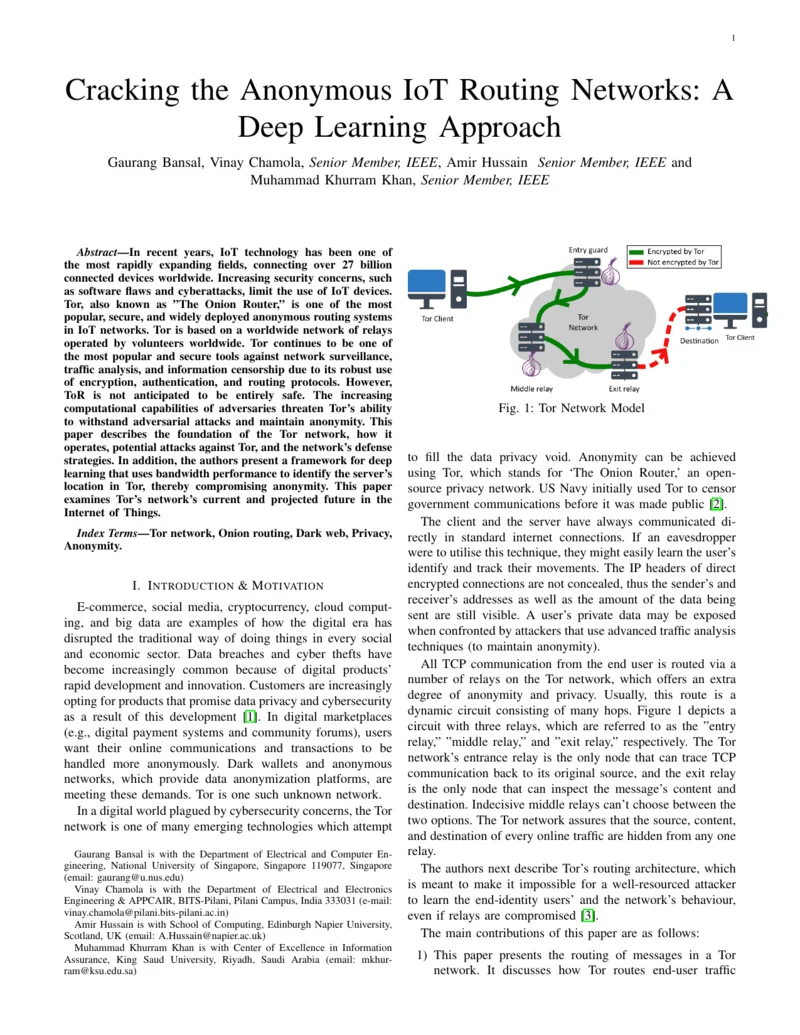 1
Cracking the Anonymous IoT Routing Networks: A
Deep Learning Approach
Gaurang Bansal, Vinay Chamola, Senior Member, IEEE, Amir Hussain Senior Member, IEEE and
Muhammad Khurram Khan, Senior Member, IEEE
Abstract—In recent years, IoT technology has been one of
the most rapidly expanding fields, connecting over 27 billion
connected devices worldwide. Increasing security concerns, such
as software flaws and cyberattacks, limit the use of IoT devices.
Tor, also known as ”The Onion Router,” is one of the most
popular, secure, and widely deployed anonymous routing systems
in IoT networks. Tor is based on a worldwide network of relays
operated by volunteers worldwide. Tor continues to be one of
the most popular and secure tools against network surveillance,
traffic analysis, and information censorship due to its robust use
of encryption, authentication, and routing protocols. However,
ToR is not anticipated to be entirely safe. The increasing
computational capabilities of adversaries threaten Tor’s ability
to withstand adversarial attacks and maintain anonymity. This
paper describes the foundation of the Tor network, how it
operates, potential attacks against Tor, and the network’s defense
strategies. In addition, the authors present a framework for deep
learning that uses bandwidth performance to identify the server’s
location in Tor, thereby compromising anonymity. This paper
examines Tor’s network’s current and projected future in the
Internet of Things.
Index Terms—Tor network, Onion routing, Dark web, Privacy,
Anonymity.
I. INTRODUCTION & MOTIVATION
E-commerce, social media, cryptocurrency, cloud comput-
ing, and big data are examples of how the digital era has
disrupted the traditional way of doing things in every social
and economic sector. Data breaches and cyber thefts have
become increasingly common because of digital products’
rapid development and innovation. Customers are increasingly
opting for products that promise data privacy and cybersecurity
as a result of this development [1]. In digital marketplaces
(e.g., digital payment systems and community forums), users
want their online communications and transactions to be
handled more anonymously. Dark wallets and anonymous
networks, which provide data anonymization platforms, are
meeting these demands. Tor is one such unknown network.
In a digital world plagued by cybersecurity concerns, the Tor
network is one of many emerging technologies which attempt
Gaurang Bansal is with the Department of Electrical and Computer En-
gineering, National University of Singapore, Singapore 119077, Singapore
(email: gaurang@u.nus.edu)
Vinay Chamola is with the Department of Electrical and Electronics
Engineering & APPCAIR, BITS-Pilani, Pilani Campus, India 333031 (e-mail:
vinay.chamola@pilani.bits-pilani.ac.in)
Amir Hussain is with School of Computing, Edinburgh Napier University,
Scotland, UK (email: A.Hussain@napier.ac.uk)
Muhammad Khurram Khan is with Center of Excellence in Information
Assurance, King Saud University, Riyadh, Saudi Arabia (email: mkhur-
ram@ksu.edu.sa)
Entry guard
Encrypted by Tor
Not encrypted by Tor
Tor Client
Tor
Network
Destination
Tor Client
Middle relay
Exit relay
Fig. 1: Tor Network Model
to fill the data privacy void. Anonymity can be achieved
using Tor, which stands for ‘The Onion Router,’ an open-
source privacy network. US Navy initially used Tor to censor
government communications before it was made public [2].
The client and the server have always communicated di-
rectly in standard internet connections. If an eavesdropper
were to utilise this technique, they might easily learn the user’s
identify and track their movements. The IP headers of direct
encrypted connections are not concealed, thus the sender’s and
receiver’s addresses as well as the amount of the data being
sent are still visible. A user’s private data may be exposed
when confronted by attackers that use advanced traffic analysis
techniques (to maintain anonymity).
All TCP communication from the end user is routed via a
number of relays on the Tor network, which offers an extra
degree of anonymity and privacy. Usually, this route is a
dynamic circuit consisting of many hops. Figure 1 depicts a
circuit with three relays, which are referred to as the ”entry
relay,” ”middle relay,” and ”exit relay,” respectively. The Tor
network’s entrance relay is the only node that can trace TCP
communication back to its original source, and the exit relay
is the only node that can inspect the message’s content and
destination. Indecisive middle relays can’t choose between the
two options. The Tor network assures that the source, content,
and destination of every online traffic are hidden from any one
relay.
The authors next describe Tor’s routing architecture, which
is meant to make it impossible for a well-resourced attacker
to learn the end-identity users’ and the network’s behaviour,
even if relays are compromised [3].
The main contributions of this paper are as follows:
1) This paper presents the routing of messages in a Tor
network. It discusses how Tor routes end-user traffic